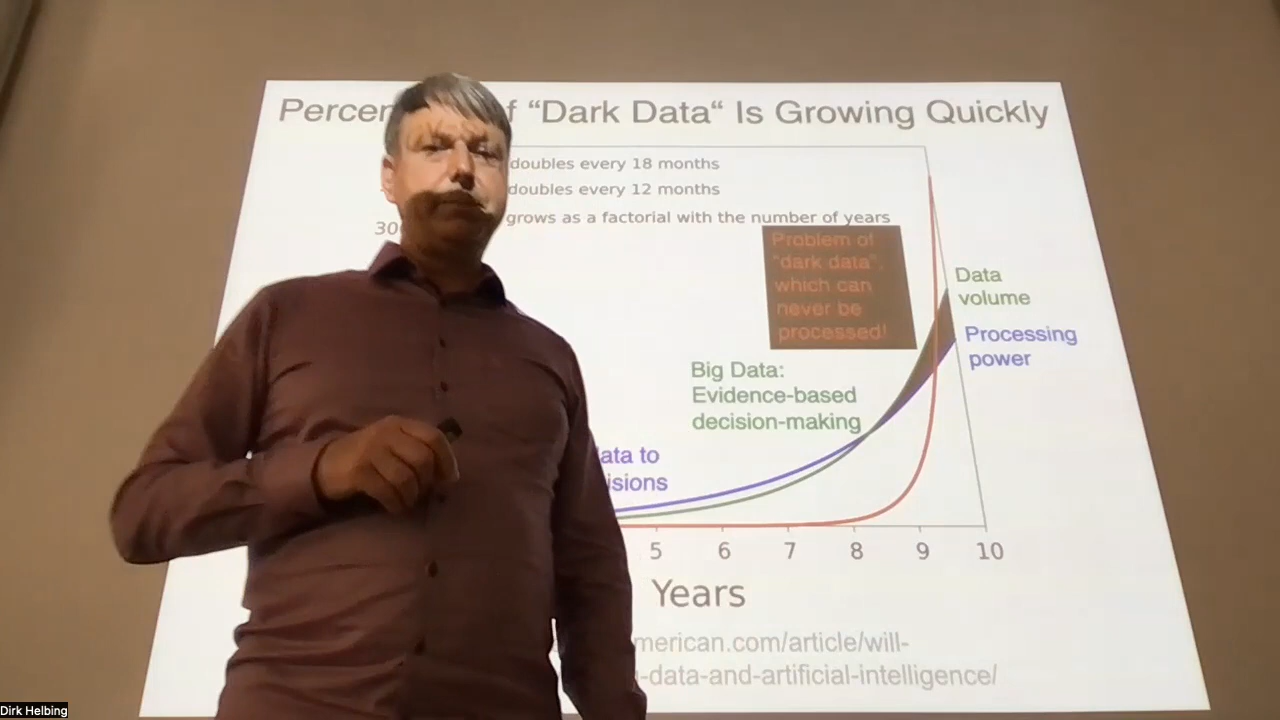 Percen f “Dark Data“ Is Growing Quickly
doubles every 18 months
doubles every 12 months
grows as a factorial with the number of years
300
Problem of
"dark data",
which can
never be
processed!
Data
volume
Processing
power
Big Data:
Evidence-based
decision-making
ata to
isions
5 6 7 8 9 10
Years
merican.com/article/will-
-data-and-artificial-intelligence/
Dirk Helbing